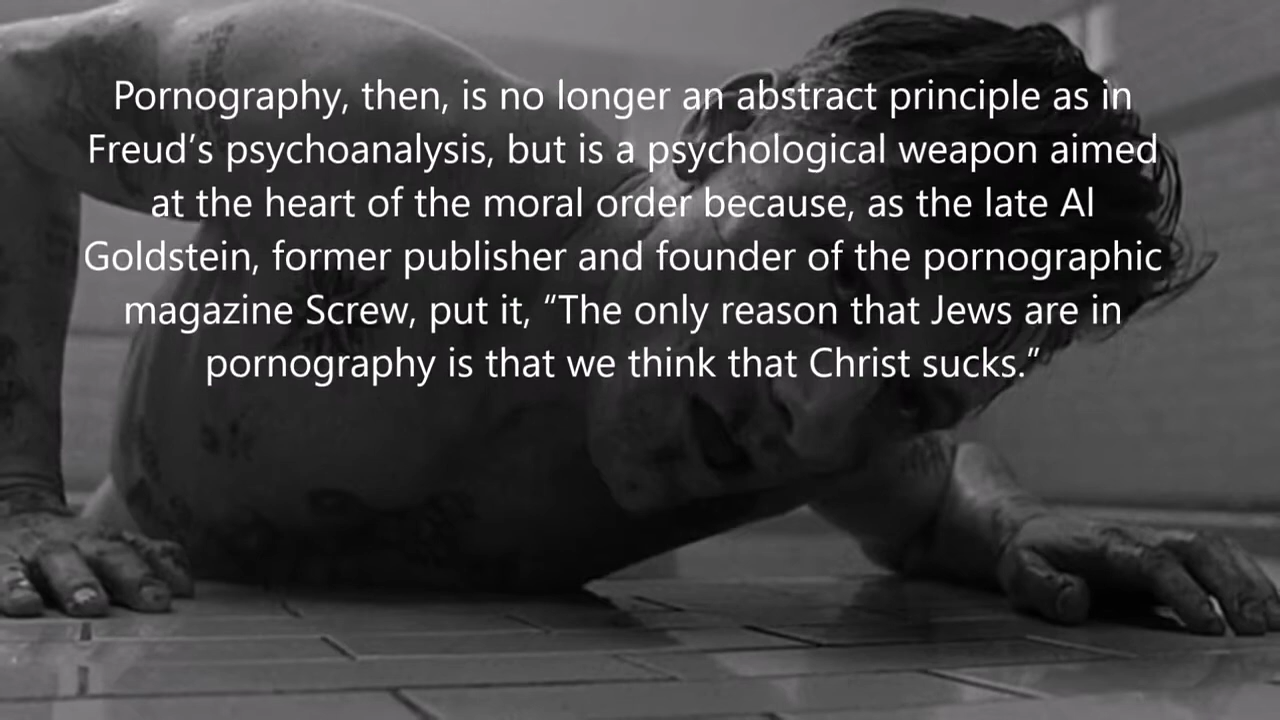 Pornography, then, is no longer an abstract principle as in
Freud’s psychoanalysis, but is a psychological weapon aimed
at the heart of the moral order because, as the late Al
Goldstein, former publisher and founder of the pornographic
magazine Screw, put it, “The only reason that Jews are in
pornography is that we think that Christ sucks.”